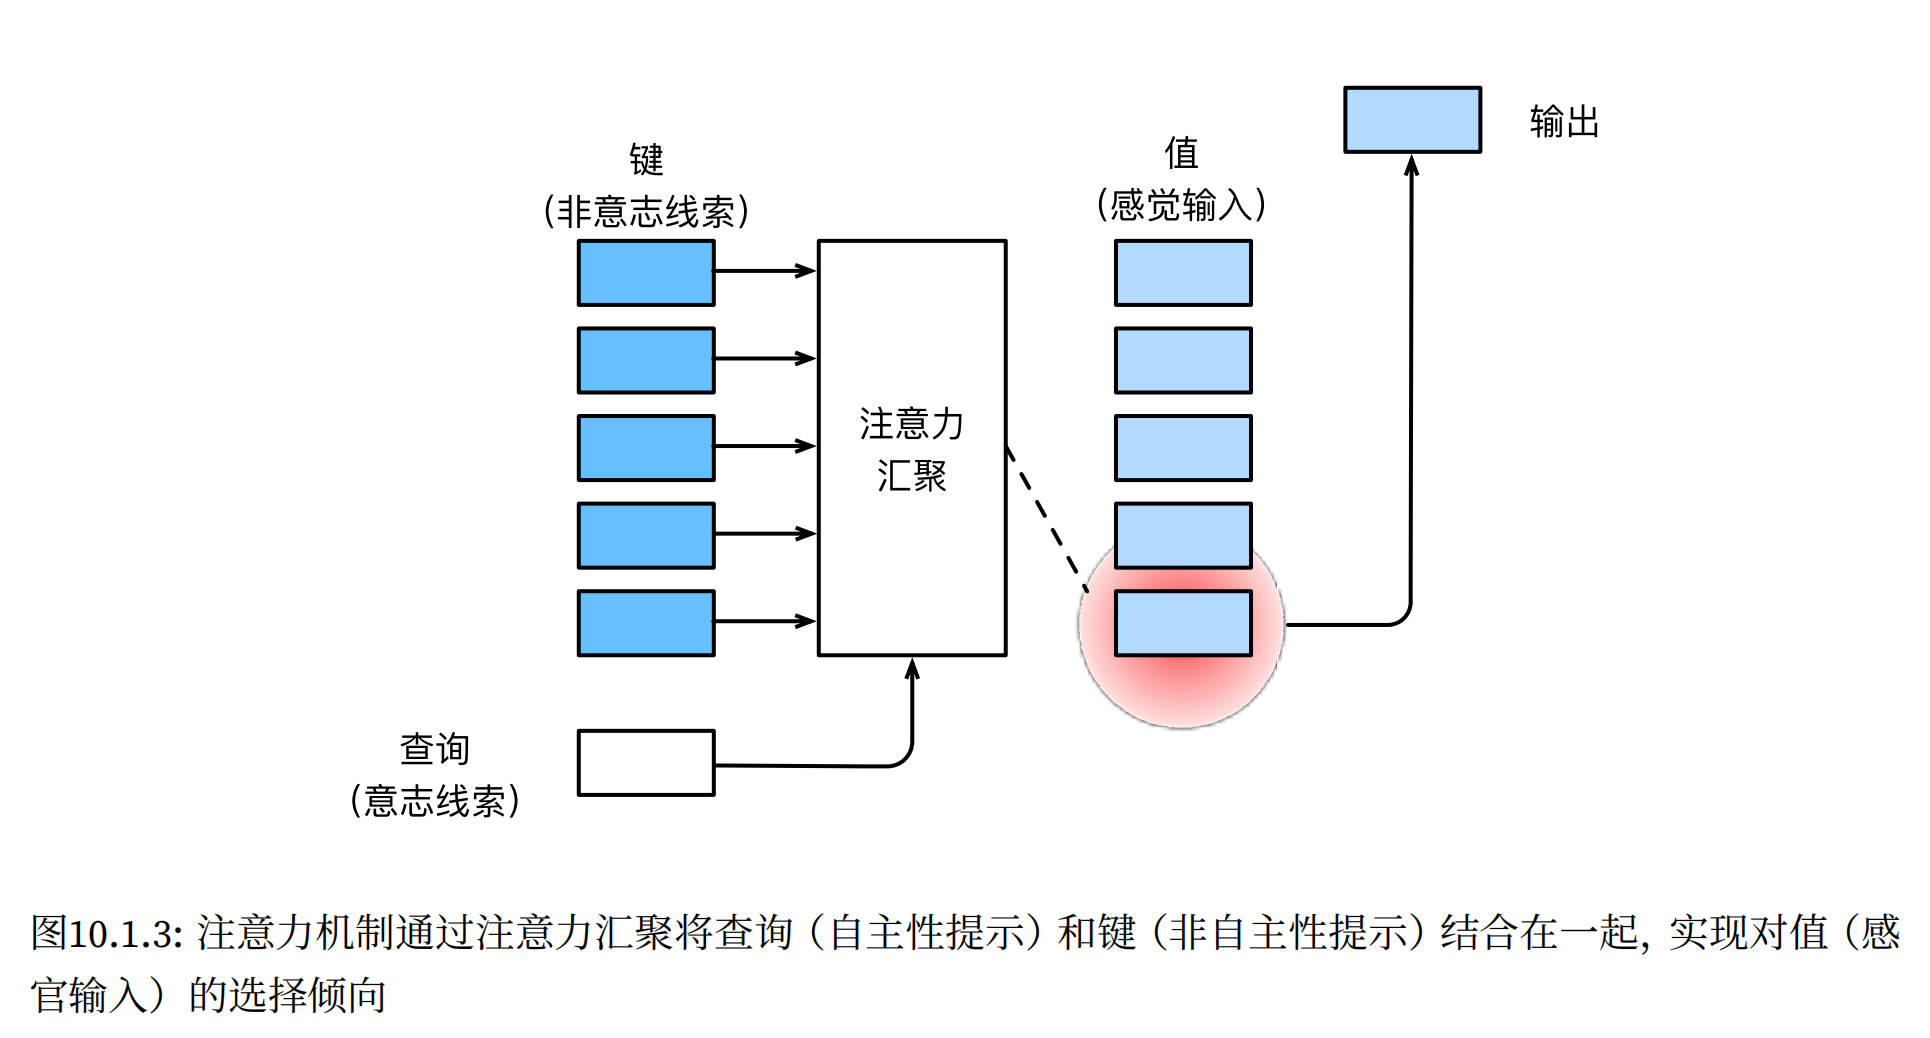 输出
键
(非意志线索)
值
(感觉输入)
注意力
汇聚
查询
(意志线索)
图10.1.3: 注意力机制通过注意力汇聚将查询（自主性提示）和键（非自主性提示）结合在一起，实现对值（感
官输入）的选择倾向